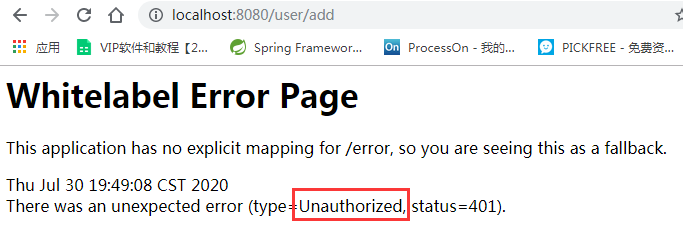 localhost:8080/user/add
应用 VIP软件和教程【2... Spring Framewor... On ProcessOn - 我的... PICKFREE - 免费资...
Whitelabel Error Page
This application has no explicit mapping for /error, so you are seeing this as a fallback.
Thu Jul 30 19:49:08 CST 2020
There was an unexpected error (type=Unauthorized, status=401).